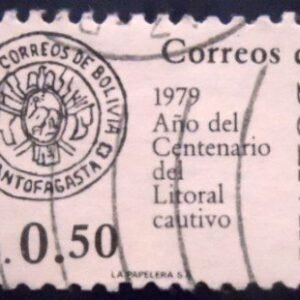 CORREOS DE BOLIVIA
ANTOFAGASTA
Correos d
1979
Año del
Centenario
del
Litoral
cautivo
.0.50
LA PAPELERA S.A.